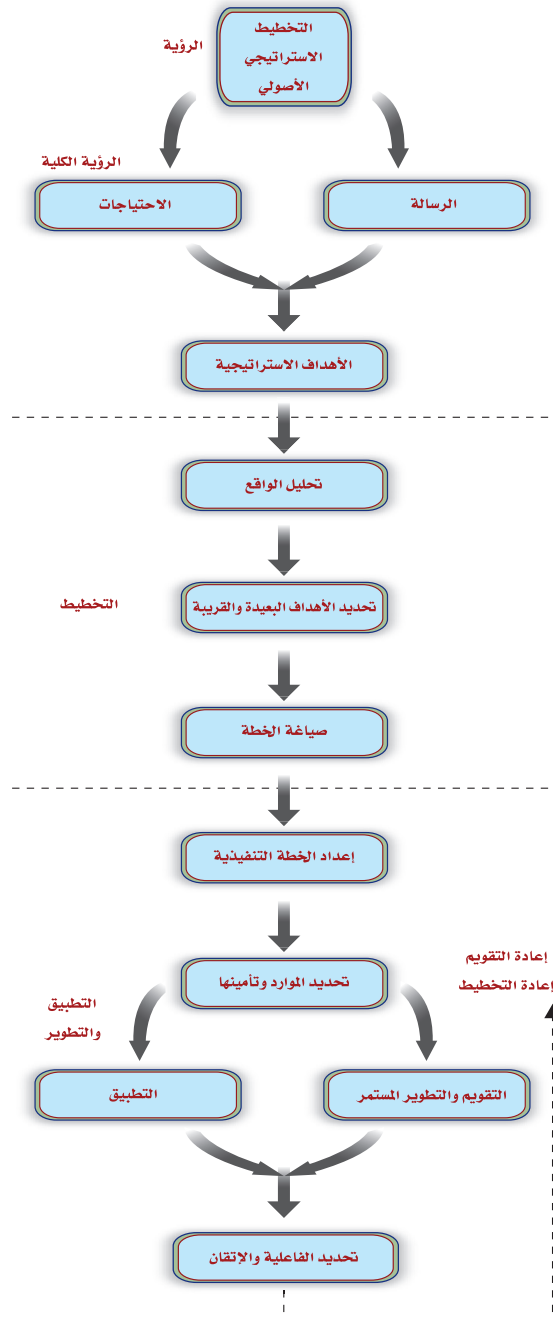 التخطيط
الاستراتيجي
الأصولي
الرؤية
الرؤية الكلية
الرسالة
الاحتياجات
الأهداف الاستراتيجية
تحليل الواقع
تحديد الأهداف البعيدة والقريبة
التخطيط
صياغة الخطة
إعداد الخطة التنفيذية
إعادة التقويم
إعادة التخطيط
تحديد الموارد وتأمينها
التطبيق
والتطوير
التقويم والتطوير المستمر
التطبيق
تحديد الفاعلية والإتقان